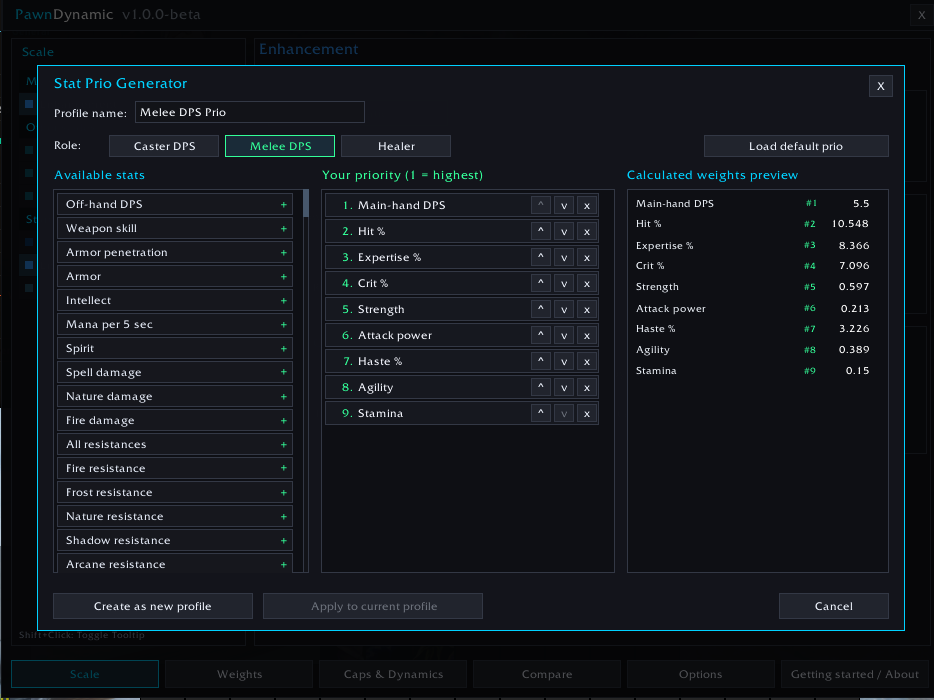 PawnDynamic v1.0.0-beta
X
Scale
Enhancement
Stat Prio Generator
X
Profile name: Melee DPS Prio
Role: Caster DPS Melee DPS Healer Load default prio
Available stats
Off-hand DPS +
Weapon skill +
Armor penetration +
Armor +
Intellect +
Mana per 5 sec +
Spirit +
Spell damage +
Nature damage +
Fire damage +
All resistances +
Fire resistance +
Frost resistance +
Nature resistance +
Shadow resistance +
Arcane resistance +
Your priority (1 = highest)
1. Main-hand DPS ^ v x
2. Hit % ^ v x
3. Expertise % ^ v x
4. Crit % ^ v x
5. Strength ^ v x
6. Attack power ^ v x
7. Haste % ^ v x
8. Agility ^ v x
9. Stamina ^ v x
Calculated weights preview
Main-hand DPS #1 5.5
Hit % #2 10.548
Expertise % #3 8.366
Crit % #4 7.096
Strength #5 0.597
Attack power #6 0.213
Haste % #7 3.226
Agility #8 0.389
Stamina #9 0.15
Create as new profile Apply to current profile Cancel
Shift+Click: Toggle Tooltip
Scale Weights Caps & Dynamics Compare Options Getting started / About